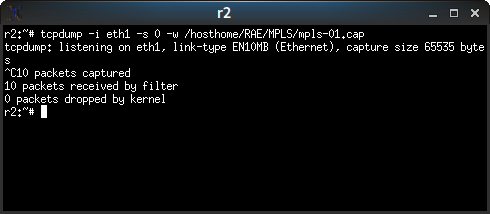 r2
r2:~# tcpdump -i eth1 -s 0 -w /hosthome/RAE/MPLS/mpls-01.cap
tcpdump: listening on eth1, link-type EN10MB (Ethernet), capture size 65535 byte
s
^C10 packets captured
10 packets received by filter
0 packets dropped by kernel
r2:~#